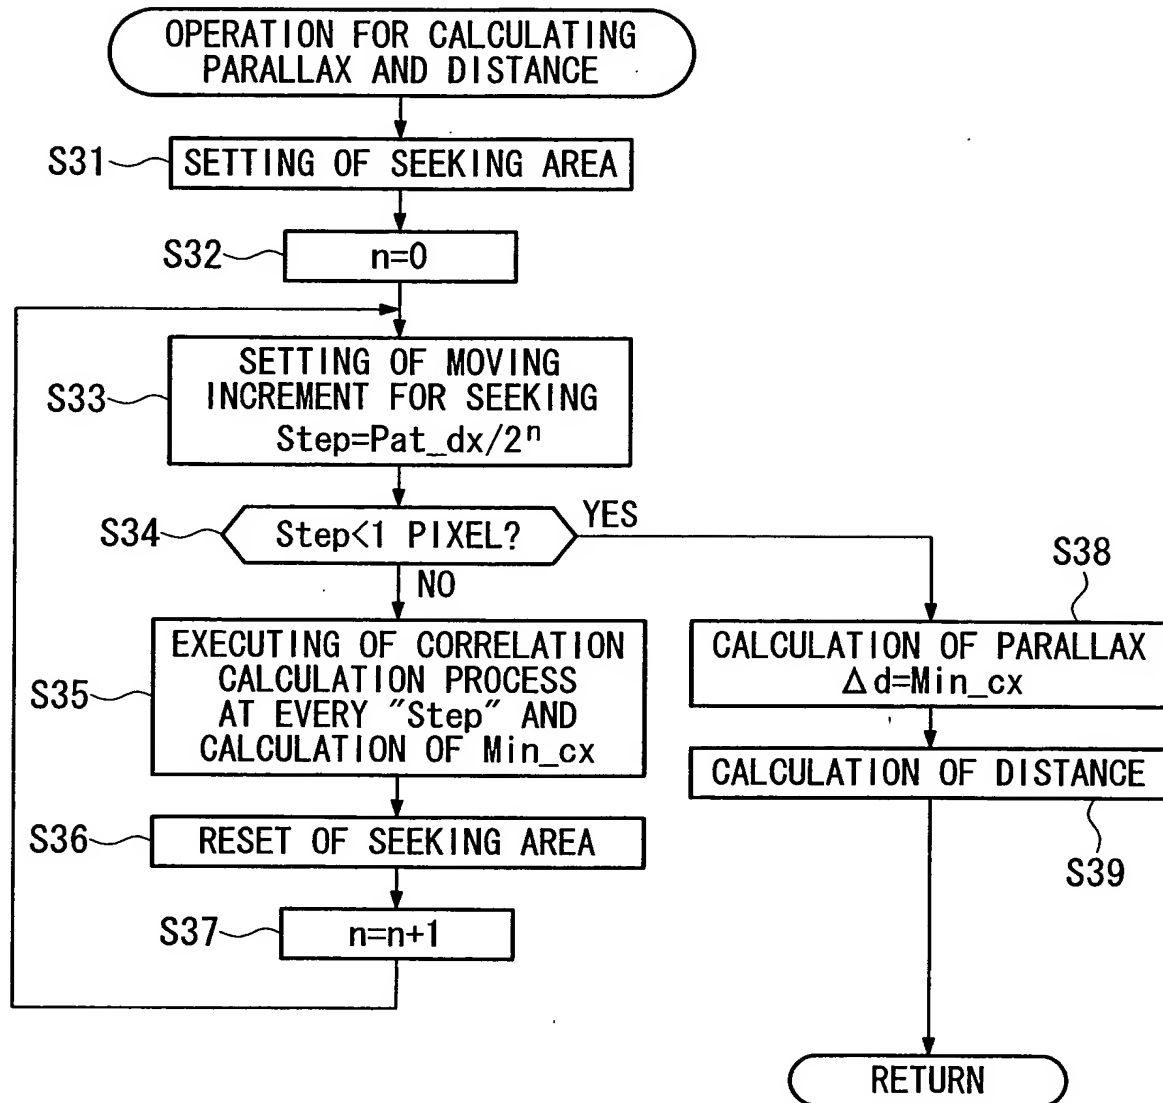 OPERATION FOR CALCULATING
PARALLAX AND DISTANCE
S31
SETTING OF SEEKING AREA
S32
n=0
S33
SETTING OF MOVING
INCREMENT FOR SEEKING
Step=Pat_dx/2ⁿ
S34
Step<1 PIXEL?
YES
NO
S35
EXECUTING OF CORRELATION
CALCULATION PROCESS
AT EVERY "Step" AND
CALCULATION OF Min_cx
S36
RESET OF SEEKING AREA
S37
n=n+1
S38
CALCULATION OF PARALLAX
Δd=Min_cx
CALCULATION OF DISTANCE
S39
RETURN